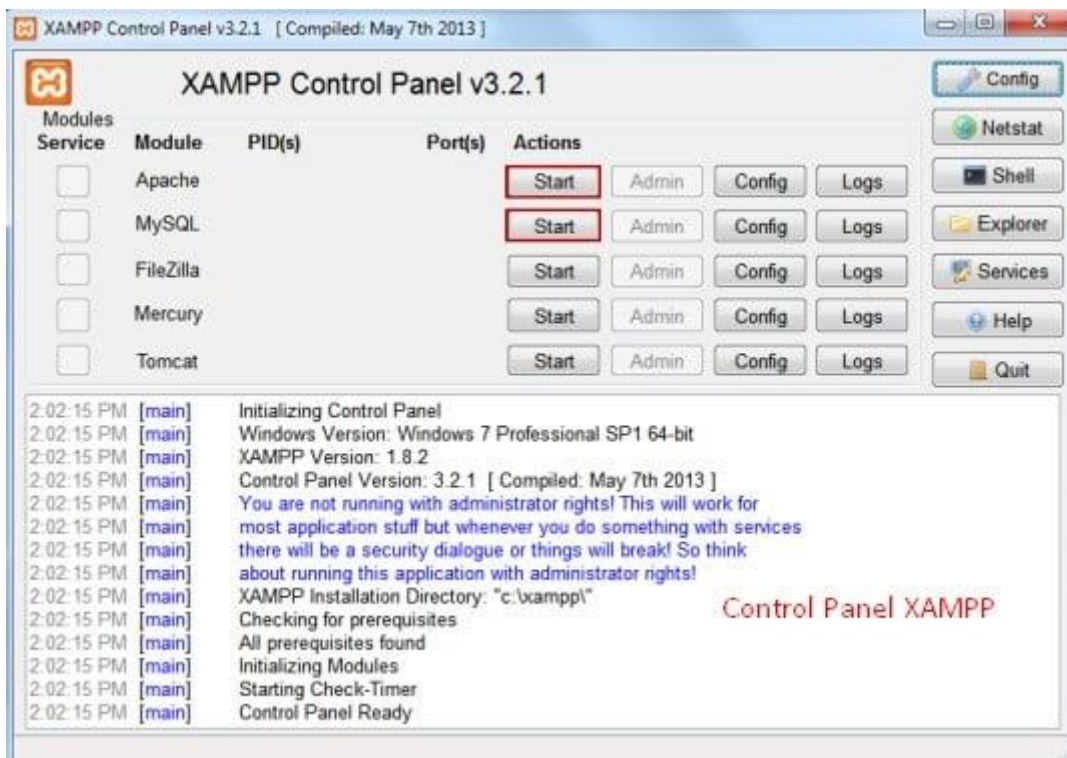 XAMPP Control Panel v3.2.1 [ Compiled: May 7th 2013 ]
XAMPP Control Panel v3.2.1
Modules
Service Module PID(s) Port(s) Actions
Apache Start Admin Config Logs
MySQL Start Admin Config Logs
FileZilla Start Admin Config Logs
Mercury Start Admin Config Logs
Tomcat Start Admin Config Logs
Config
Netstat
Shell
Explorer
Services
Help
Quit
2:02:15 PM [main] Initializing Control Panel
2:02:15 PM [main] Windows Version: Windows 7 Professional SP1 64-bit
2:02:15 PM [main] XAMPP Version: 1.8.2
2:02:15 PM [main] Control Panel Version: 3.2.1 [ Compiled: May 7th 2013 ]
2:02:15 PM [main] You are not running with administrator rights! This will work for
2:02:15 PM [main] most application stuff but whenever you do something with services
2:02:15 PM [main] there will be a security dialogue or things will break! So think
2:02:15 PM [main] about running this application with administrator rights!
2:02:15 PM [main] XAMPP Installation Directory: "c:\xampp\"
2:02:15 PM [main] Checking for prerequisites
2:02:15 PM [main] All prerequisites found
2:02:15 PM [main] Initializing Modules
2:02:15 PM [main] Starting Check-Timer
2:02:15 PM [main] Control Panel Ready
Control Panel XAMPP